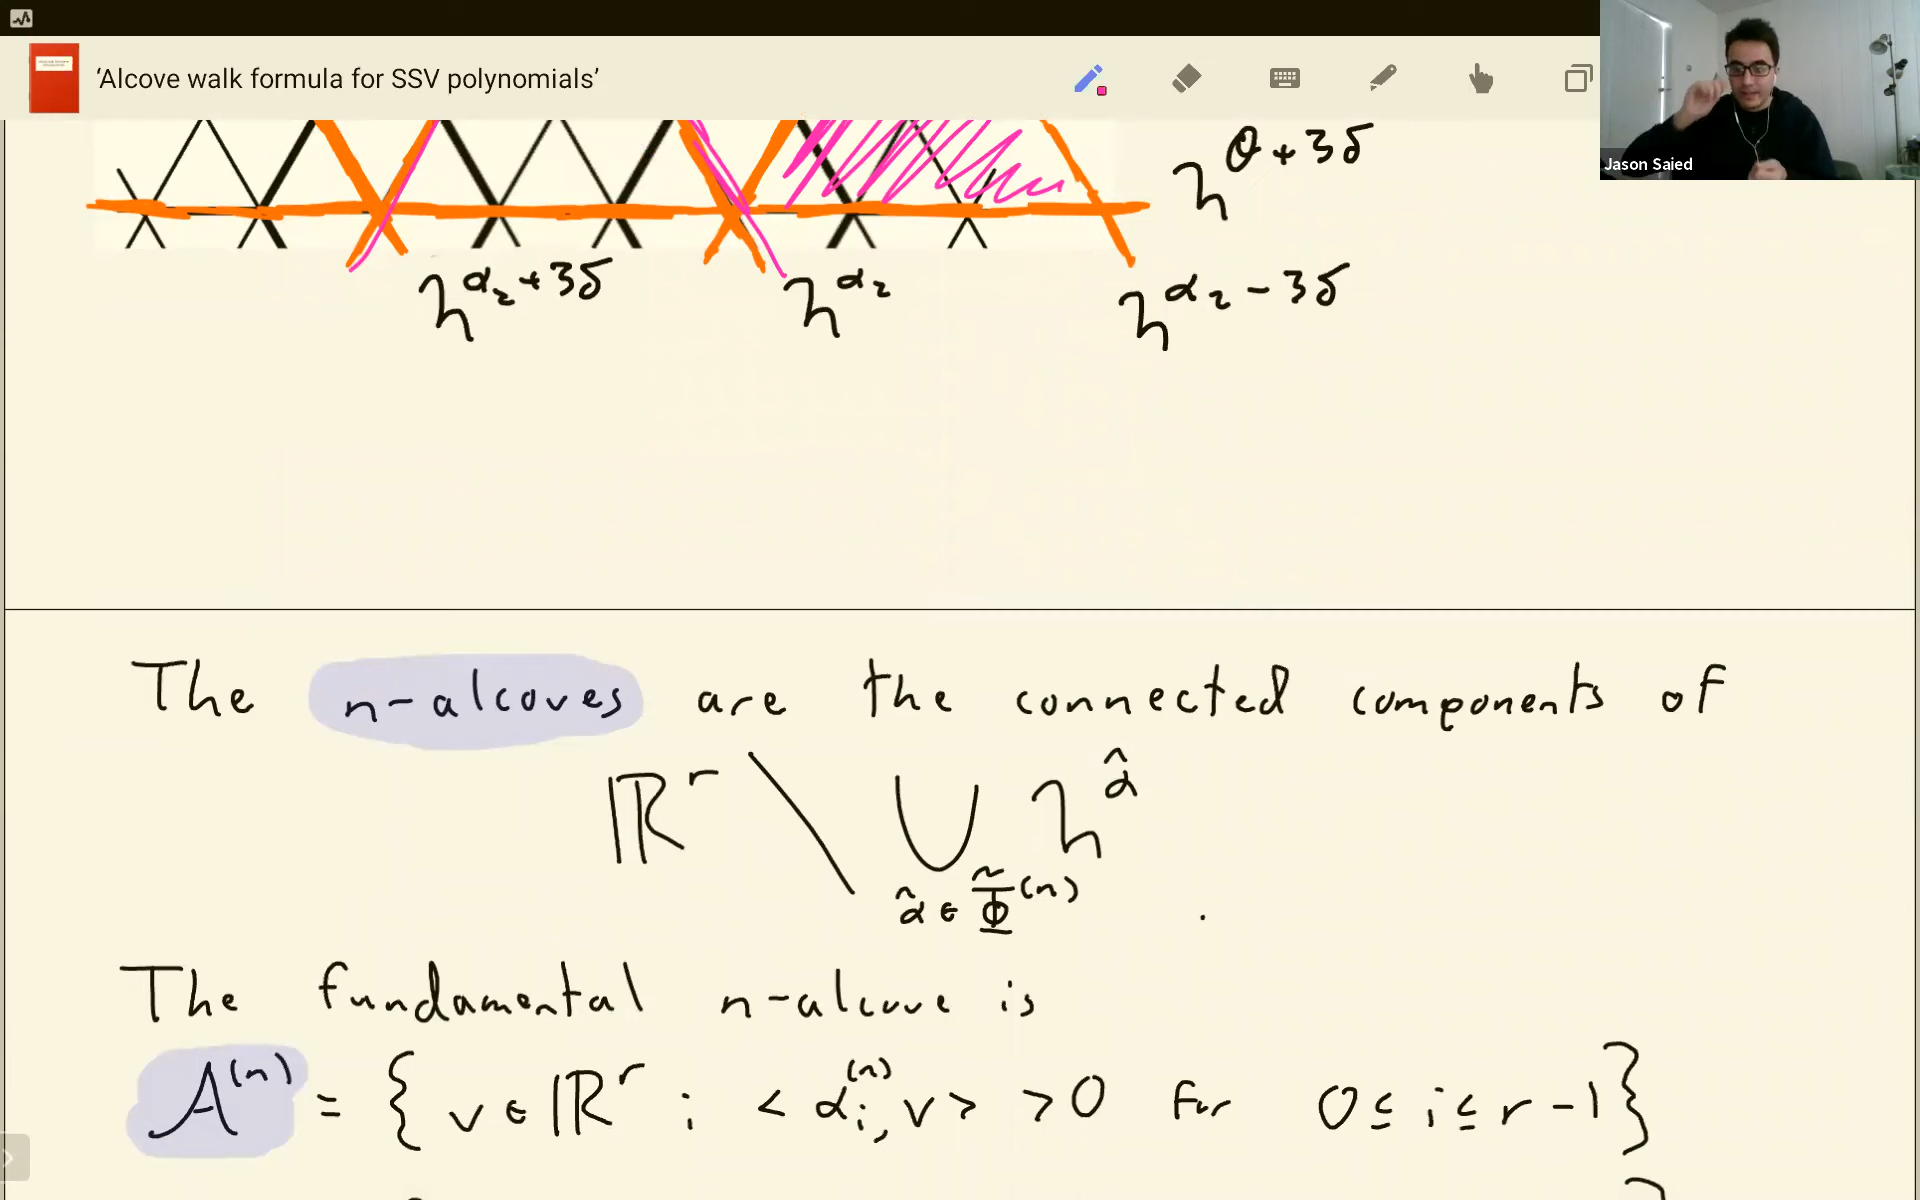 ‘Alcove walk formula for SSV polynomials’
Jason Saied
η^{θ+3δ}
η^{α₂+3δ} η^{α₂} η^{α₂-3δ}
The n-alcoves are the connected components of
ℝ^r \ ⋃_{α̂ ∈ Φ̃^{(n)}} η^{α̂} .
The fundamental n-alcove is
A^{(n)} = { v ∈ ℝ^r : < α_i^{(n)}, v > > 0 for 0 ≤ i ≤ r-1 }